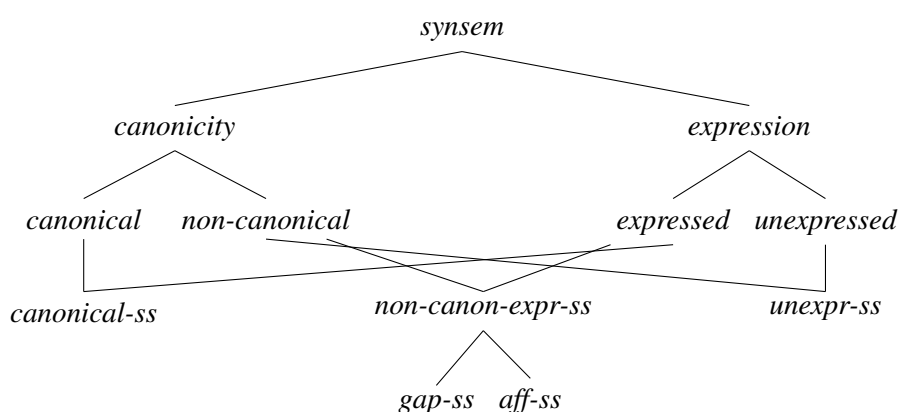 synsem
canonicity expression
canonical non-canonical expressed unexpressed
canonical-ss non-canon-expr-ss unexpr-ss
gap-ss aff-ss